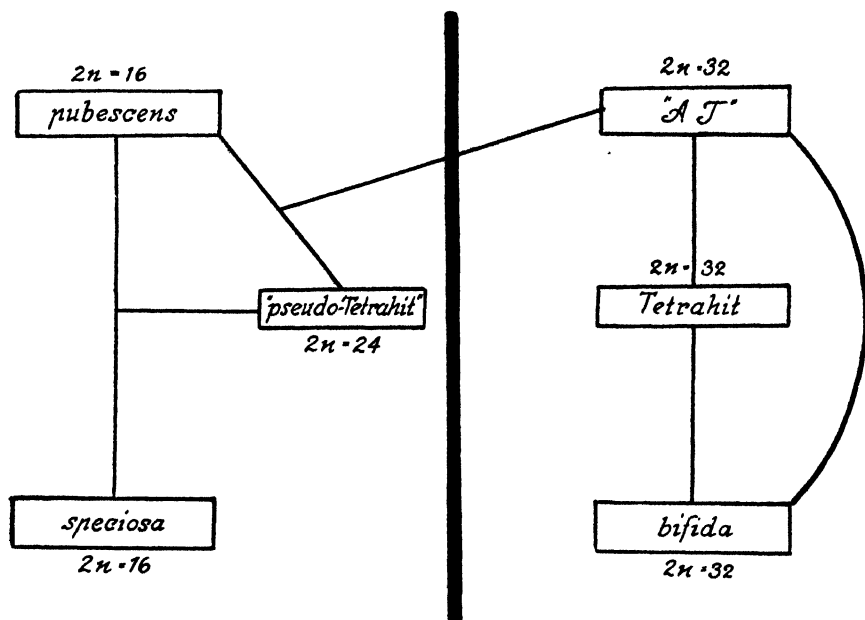 2n = 16
pubescens
"pseudo-Tetrahit"
2n = 24
speciosa
2n = 16
2n = 32
"A T"
2n = 32
Tetrahit
bifida
2n = 32